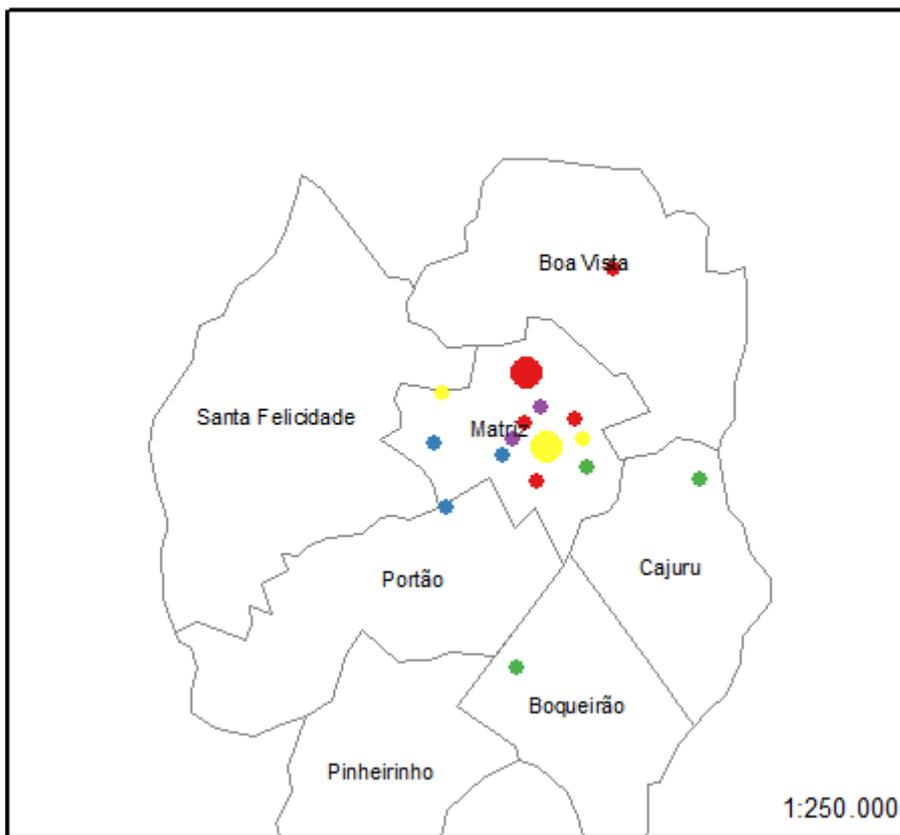 Boa Vista
Santa Felicidade
Matriz
Cajuru
Portão
Boqueirão
Pinheirinho
1:250.000